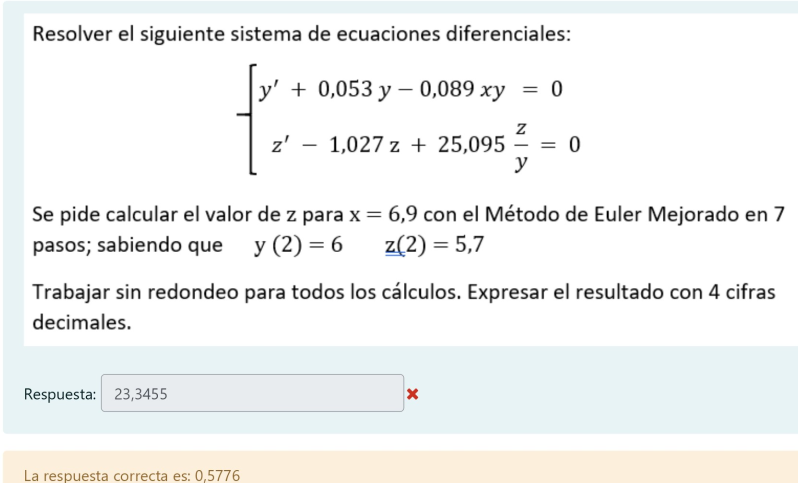 Resolver el siguiente sistema de ecuaciones diferenciales:
y′ + 0,053 y − 0,089 xy = 0
z′ − 1,027 z + 25,095 z/y = 0
Se pide calcular el valor de z para x = 6,9 con el Método de Euler Mejorado en 7
pasos; sabiendo que y (2) = 6 z(2) = 5,7
Trabajar sin redondeo para todos los cálculos. Expresar el resultado con 4 cifras
decimales.
Respuesta: 23,3455
La respuesta correcta es: 0,5776